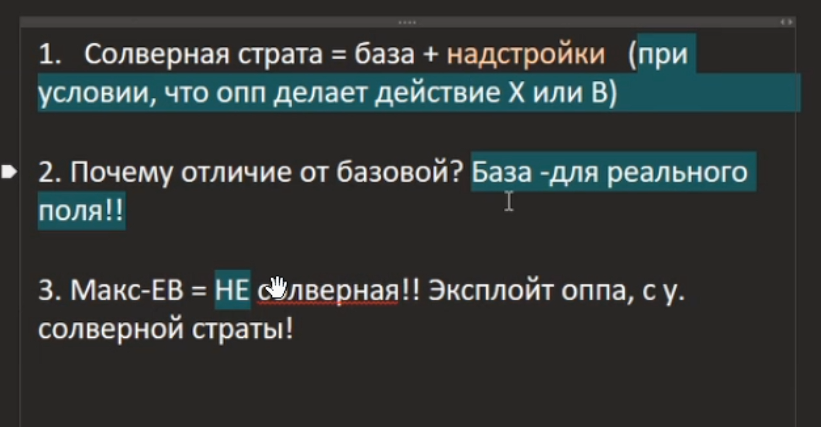 1. Солверная страта = база + надстройки (при
условии, что опп делает действие Х или В)
2. Почему отличие от базовой? База -для реального
поля!!
3. Макс-ЕВ = НЕ солверная!! Эксплойт оппа, с у.
солверной страты!